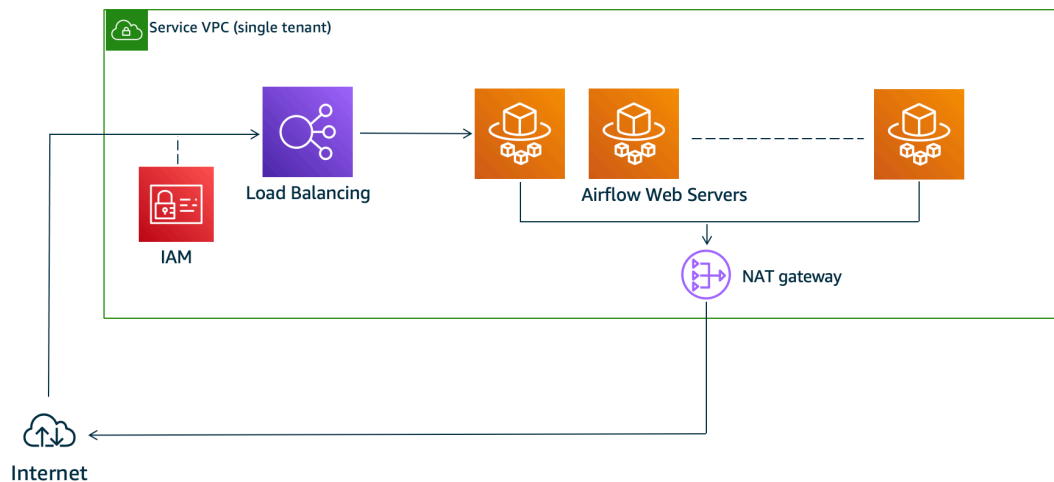 Service VPC (single tenant)
Load Balancing
Airflow Web Servers
IAM
NAT gateway
Internet